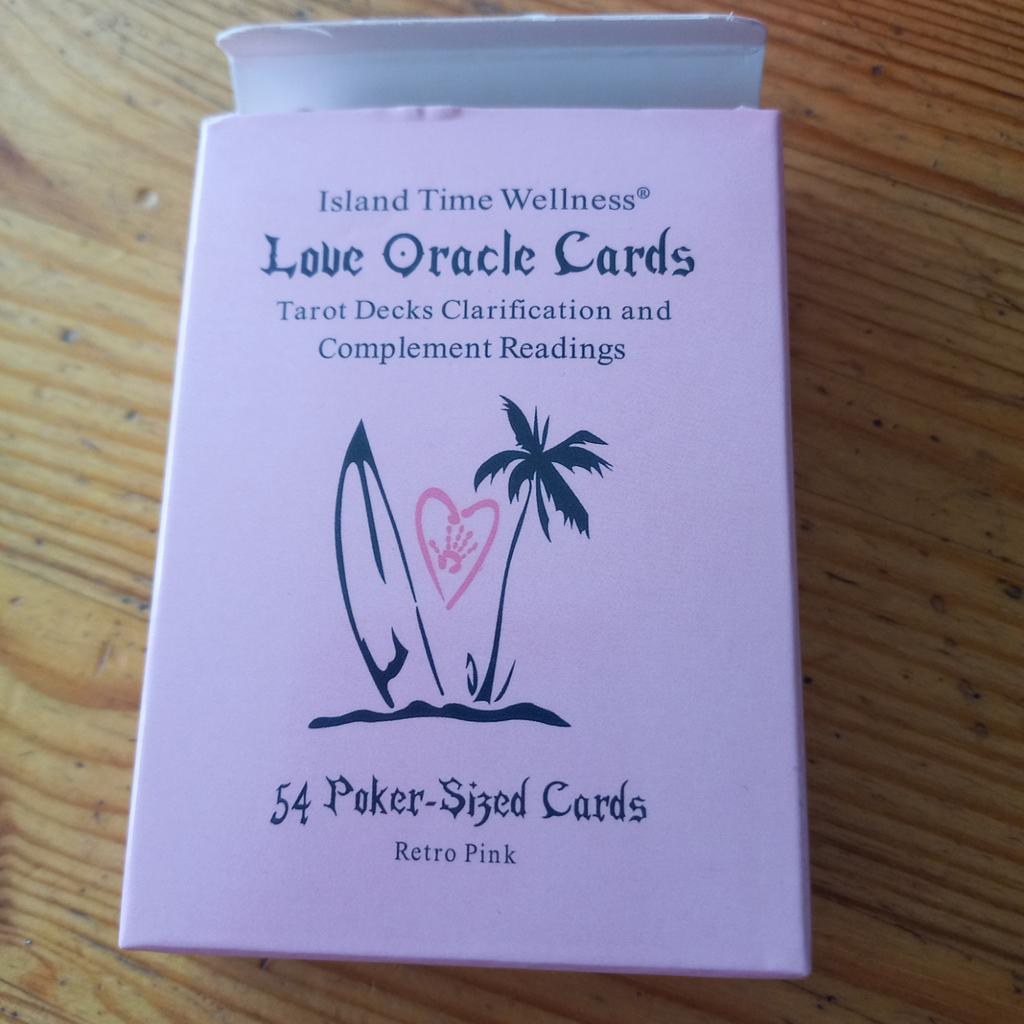 Island Time Wellness®
Love Oracle Cards
Tarot Decks Clarification and
Complement Readings
54 Poker-Sized Cards
Retro Pink